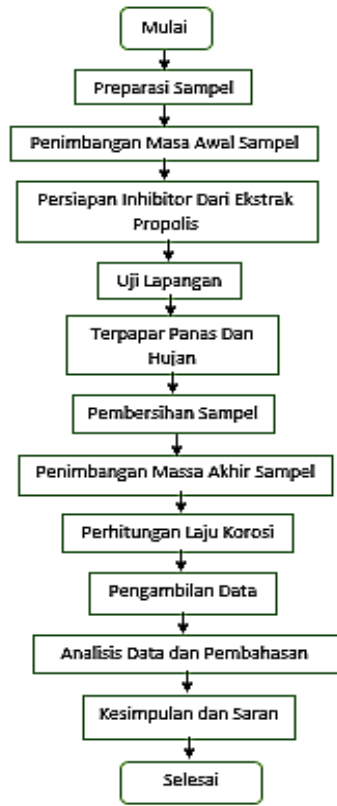 Mulai
Preparasi Sampel
Penimbangan Masa Awal Sampel
Persiapan Inhibitor Dari Ekstrak
Propolis
Uji Lapangan
Terpapar Panas Dan
Hujan
Pembersihan Sampel
Penimbangan Massa Akhir Sampel
Perhitungan Laju Korosi
Pengambilan Data
Analisis Data dan Pembahasan
Kesimpulan dan Saran
Selesai